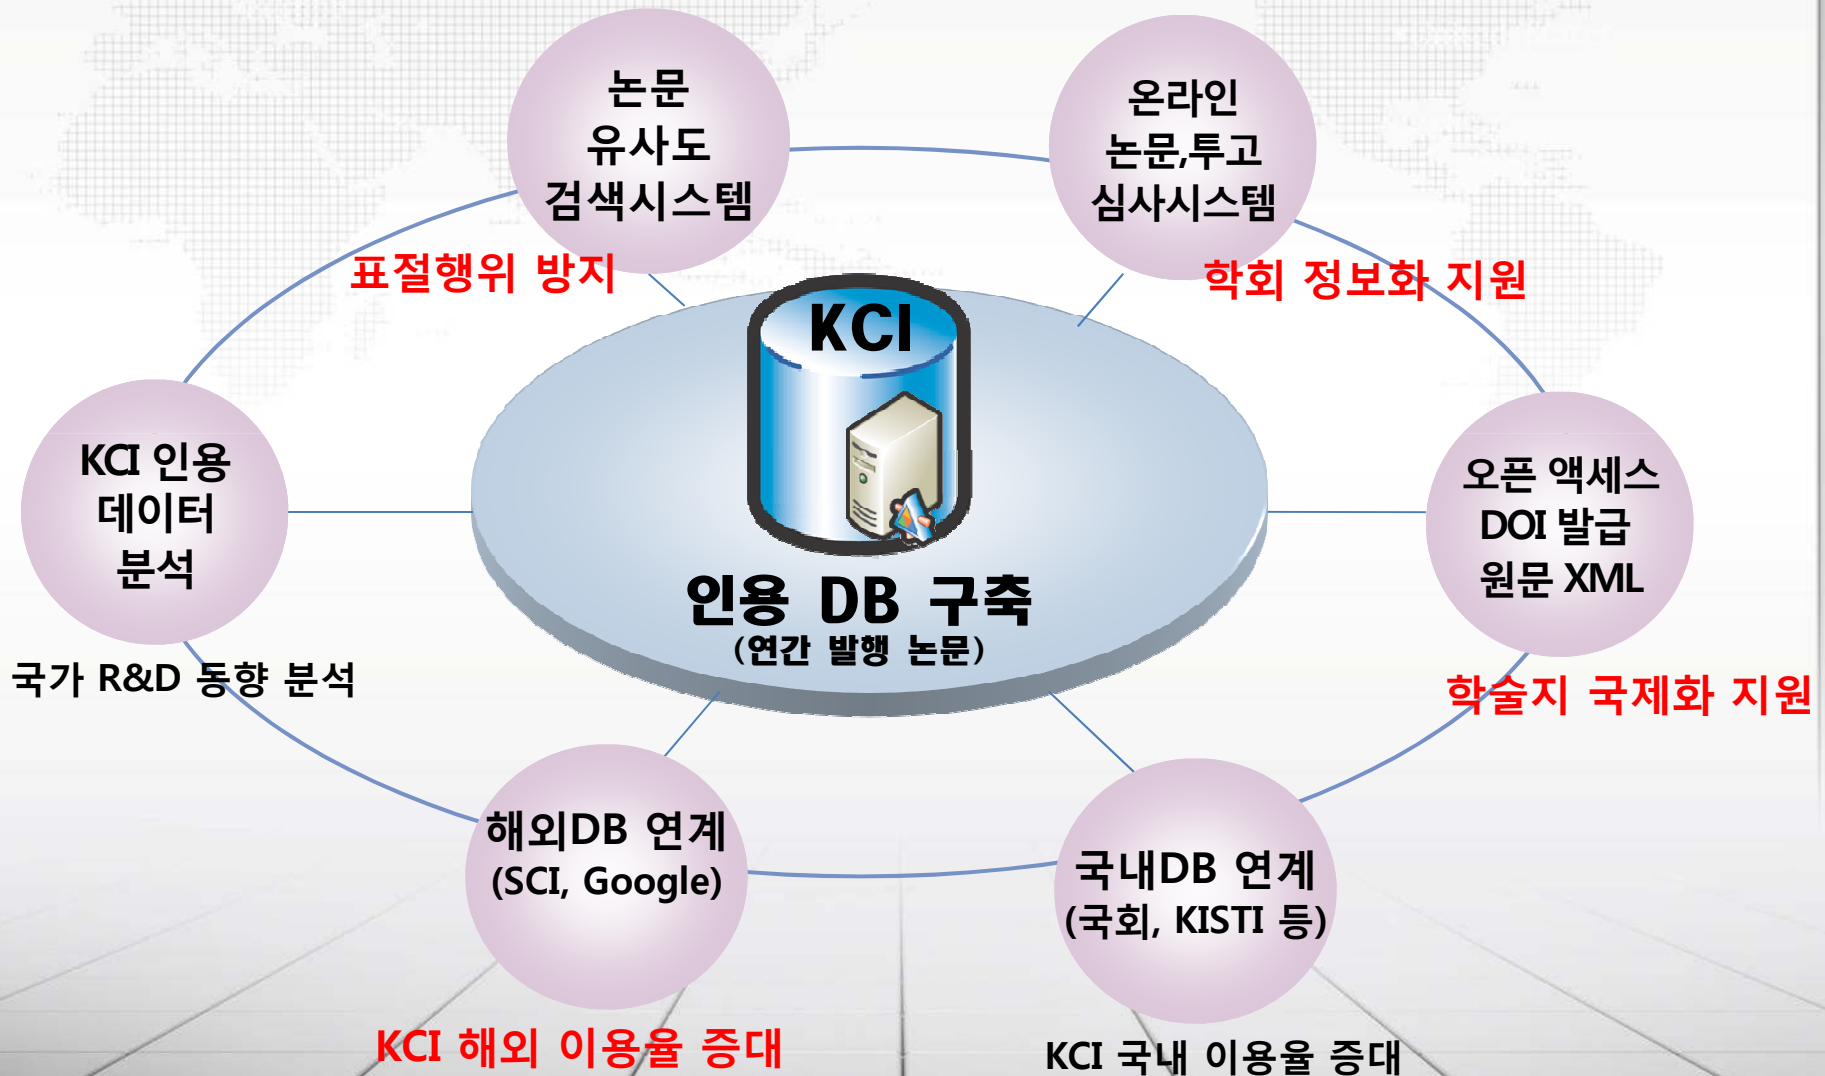 논문
유사도
검색시스템
표절행위 방지
온라인
논문,투고
심사시스템
학회 정보화 지원
KCI
인용 DB 구축
(연간 발행 논문)
KCI 인용
데이터
분석
국가 R&D 동향 분석
오픈 액세스
DOI 발급
원문 XML
학술지 국제화 지원
해외DB 연계
(SCI, Google)
KCI 해외 이용율 증대
국내DB 연계
(국회, KISTI 등)
KCI 국내 이용율 증대